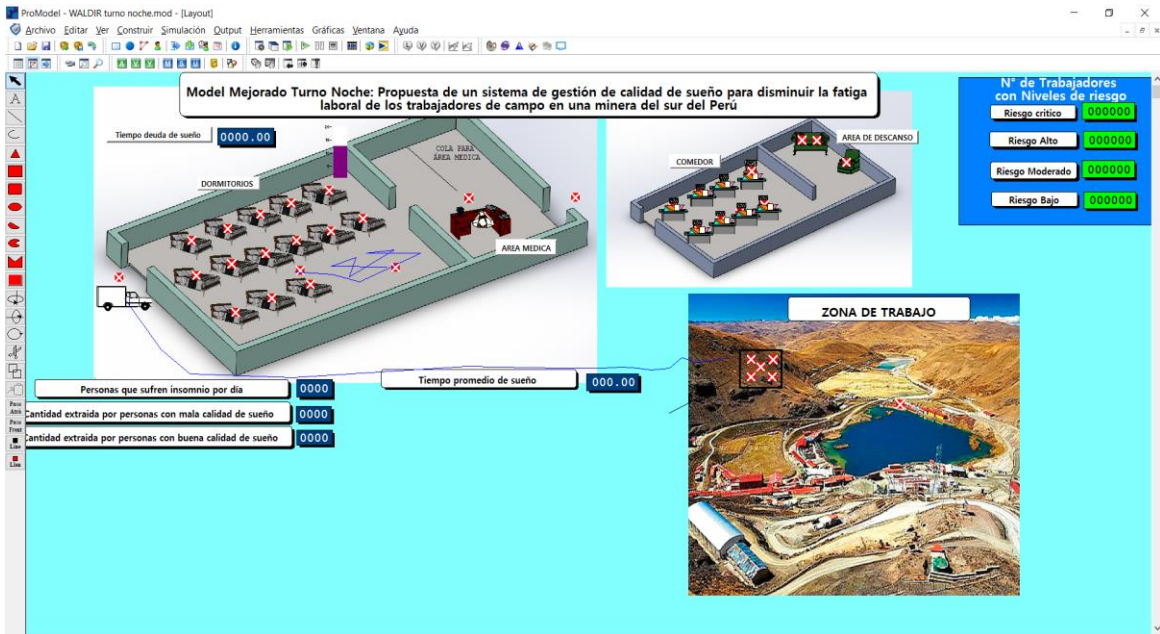 ProModel - WALDIR turno noche.mod - [Layout]
Archivo Editar Ver Construir Simulación Output Herramientas Gráficas Ventana Ayuda
Model Mejorado Turno Noche: Propuesta de un sistema de gestión de calidad de sueño para disminuir la fatiga
laboral de los trabajadores de campo en una minera del sur del Perú
N° de Trabajadores
con Niveles de riesgo
Riesgo critico 000000
Riesgo Alto 000000
Riesgo Moderado 000000
Riesgo Bajo 000000
Tiempo deuda de sueño 0000.00
COLA PARA
ÁREA MEDICA
DORMITORIOS
AREA MEDICA
COMEDOR
AREA DE DESCANSO
ZONA DE TRABAJO
Personas que sufren insomnio por día 0000
Tiempo promedio de sueño 000.00
Cantidad extraida por personas con mala calidad de sueño 0000
Cantidad extraida por personas con buena calidad de sueño 0000